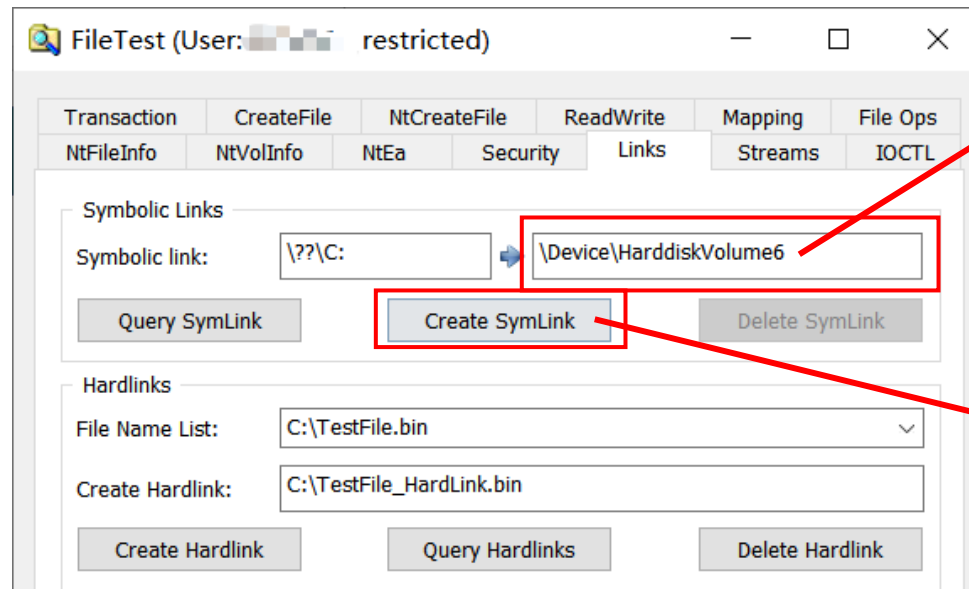 FileTest (User: restricted)
Transaction CreateFile NtCreateFile ReadWrite Mapping File Ops
NtFileInfo NtVolInfo NtEa Security Links Streams IOCTL
Symbolic Links
Symbolic link: \??\C: \Device\HarddiskVolume6
Query SymLink Create SymLink Delete SymLink
Hardlinks
File Name List: C:\TestFile.bin
Create Hardlink: C:\TestFile_HardLink.bin
Create Hardlink Query Hardlinks Delete Hardlink